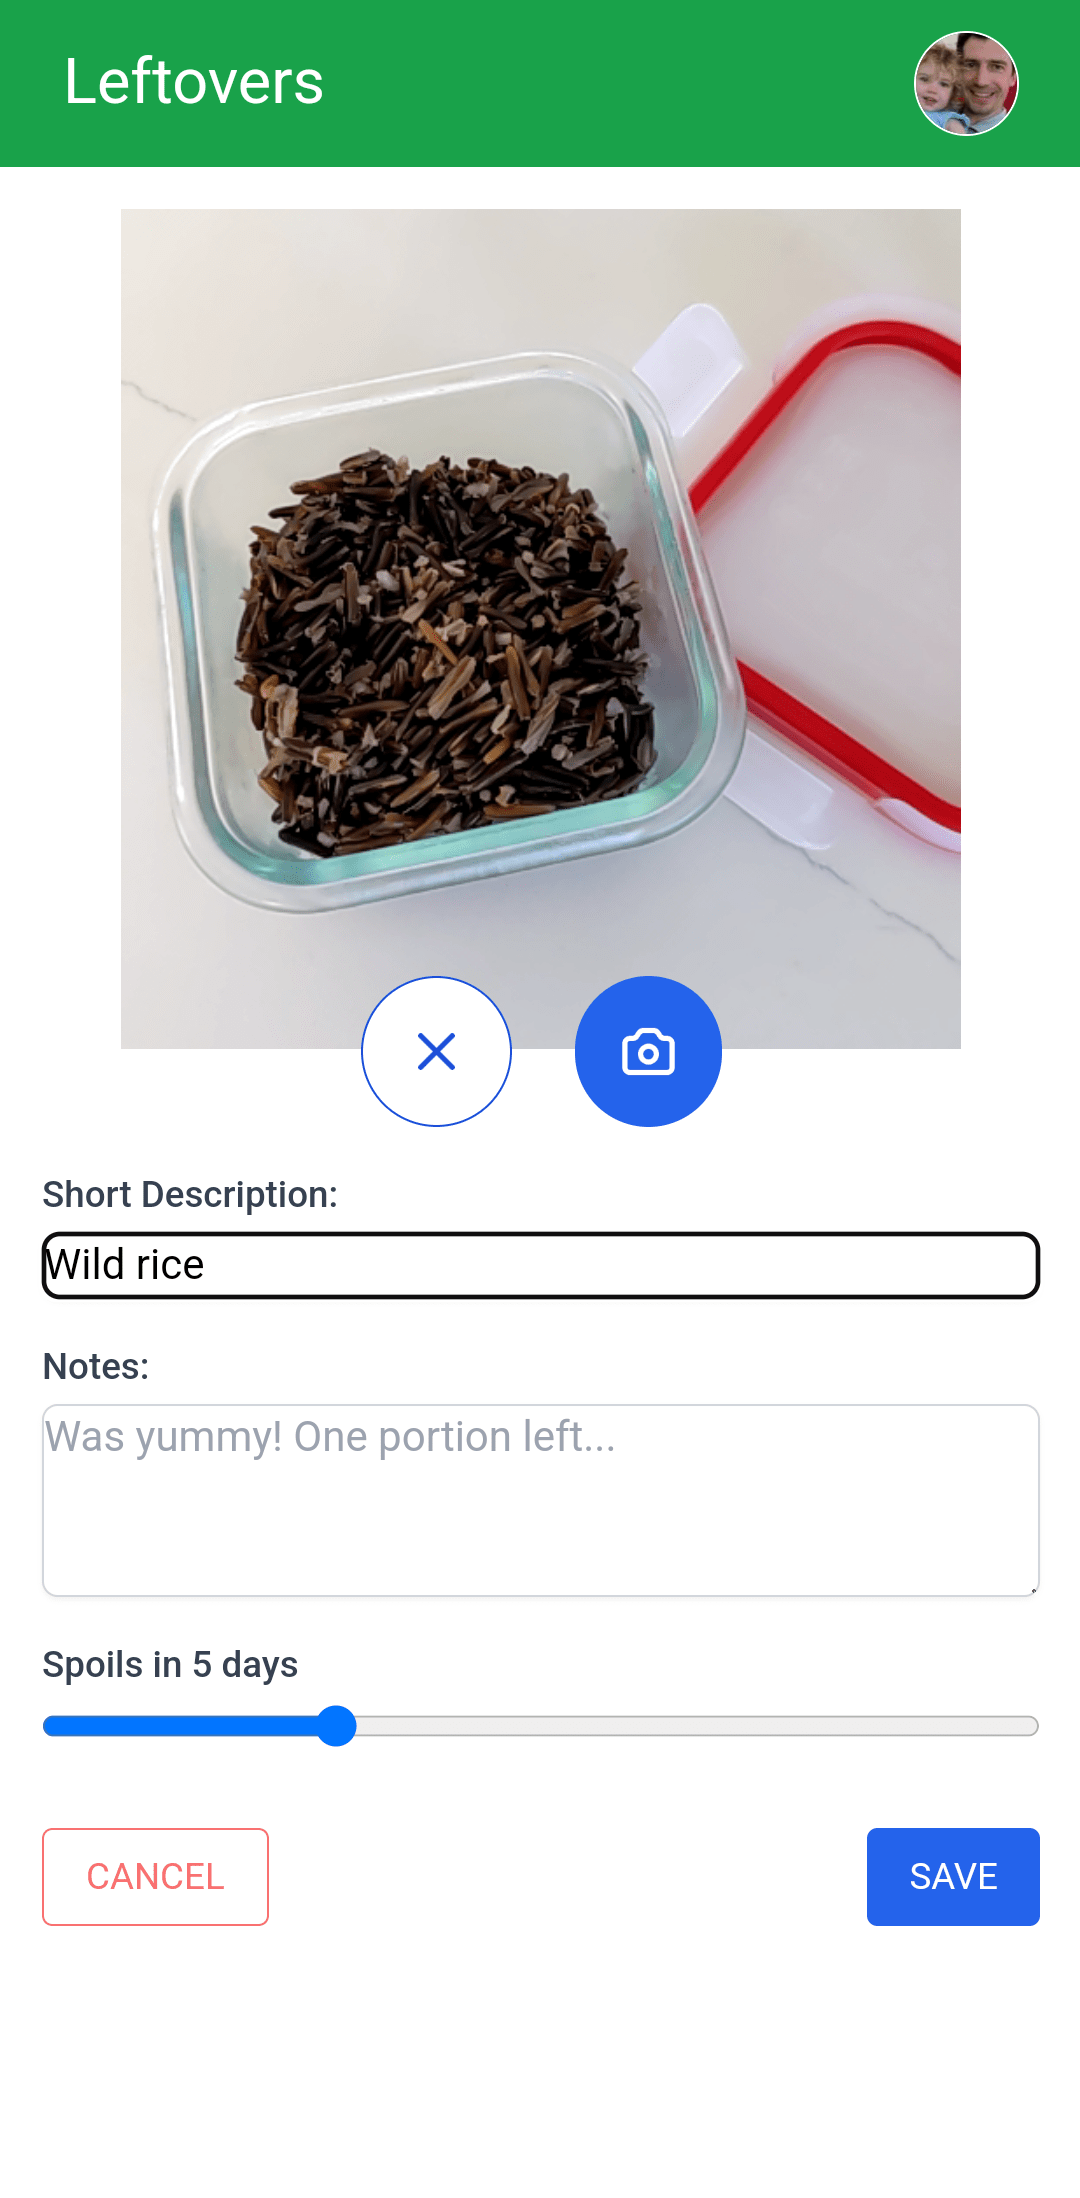 Leftovers
Short Description:
Wild rice
Notes:
Was yummy! One portion left...
Spoils in 5 days
CANCEL
SAVE